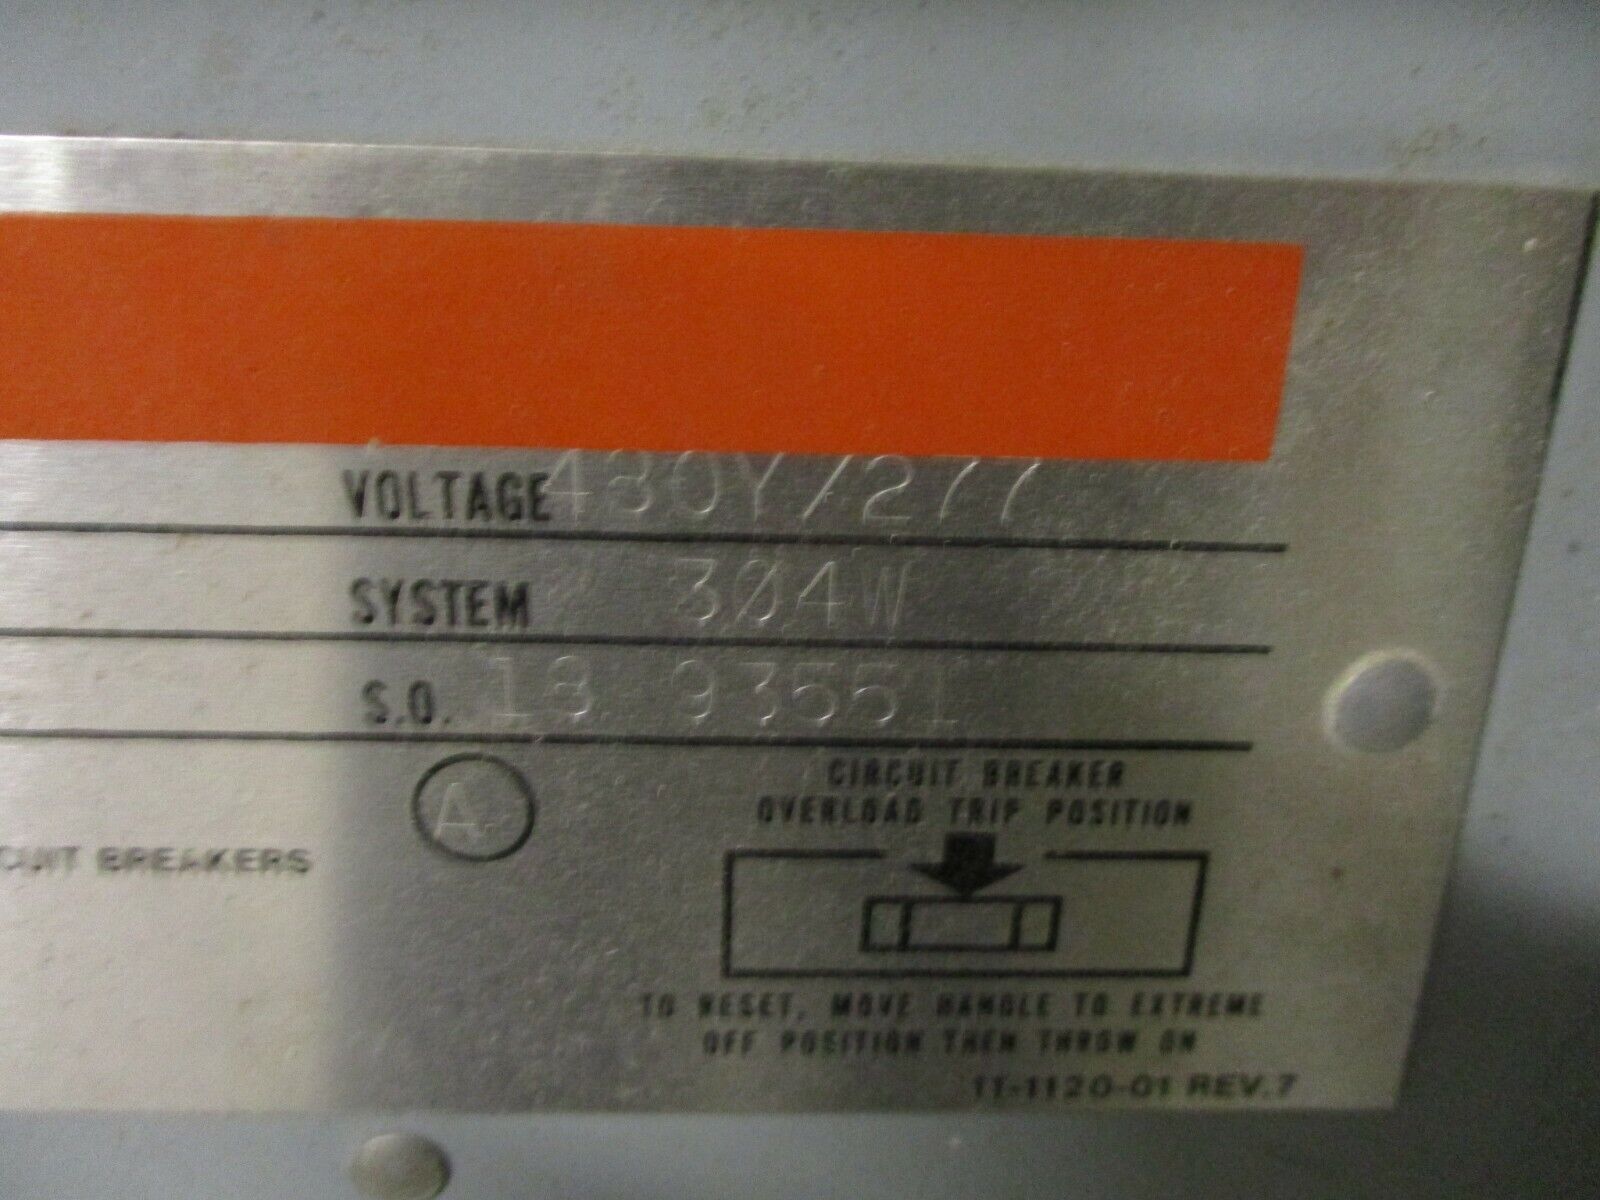 VOLTAGE 480Y/277
SYSTEM 3Ø4W
S.O. 18 93551
A
CUIT BREAKERS
CIRCUIT BREAKER
OVERLOAD TRIP POSITION
TO RESET, MOVE HANDLE TO EXTREME
OFF POSITION THEN THROW ON
11-1120-01 REV.7